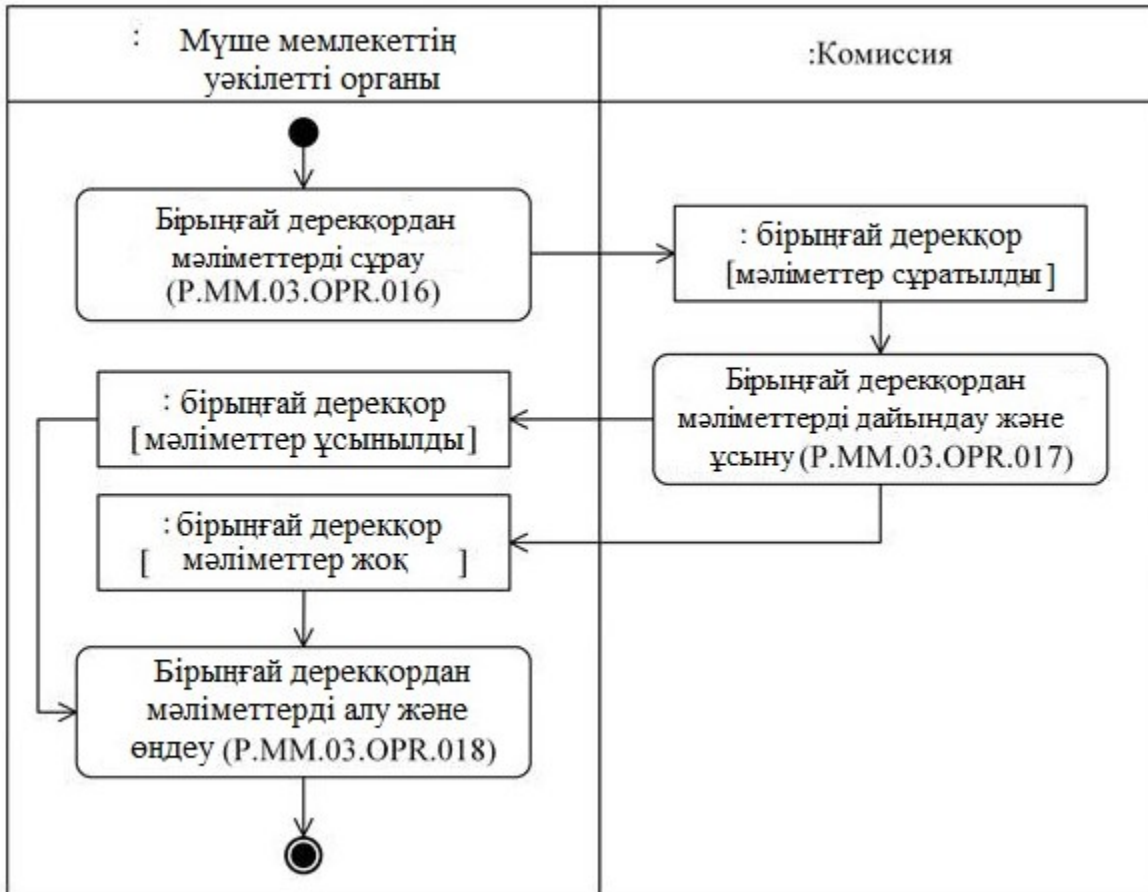 : Мүше мемлекеттің
уәкілетті органы
:Комиссия
Бірыңғай дерекқордан
мәліметтерді сұрау
(P.MM.03.OPR.016)
: бірыңғай дерекқор
[мәліметтер сұратылды]
Бірыңғай дерекқордан
мәліметтерді дайындау және
ұсыну (P.MM.03.OPR.017)
: бірыңғай дерекқор
[мәліметтер ұсынылды]
: бірыңғай дерекқор
[ мәліметтер жоқ ]
Бірыңғай дерекқордан
мәліметтерді алу және
өңдеу (P.MM.03.OPR.018)